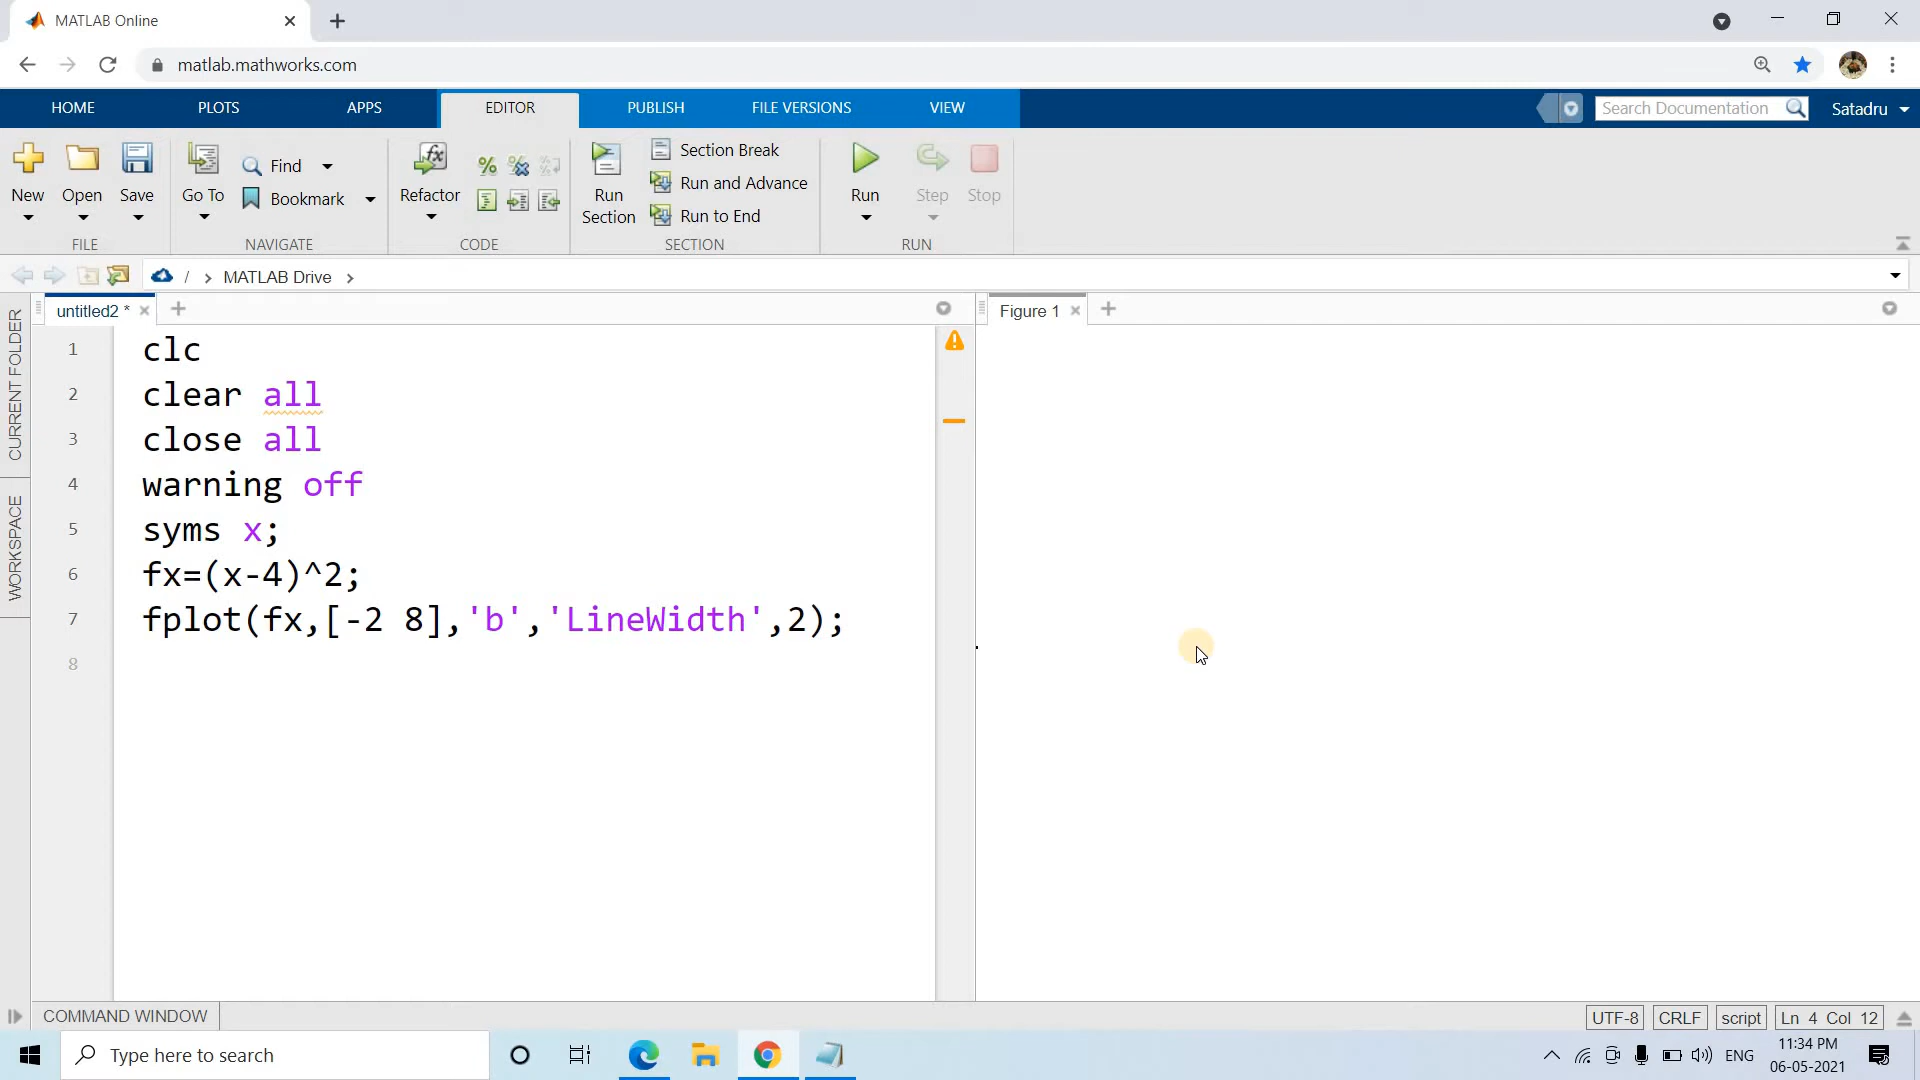 MATLAB Online
matlab.mathworks.com
HOME PLOTS APPS EDITOR PUBLISH FILE VERSIONS VIEW Search Documentation Satadru
New Open Save Go To Find Bookmark Refactor Run Section Section Break Run and Advance Run to End Run Step Stop
FILE NAVIGATE CODE SECTION RUN
/ MATLAB Drive
CURRENT FOLDER
WORKSPACE
untitled2 *
Figure 1
1 clc
2 clear all
3 close all
4 warning off
5 syms x;
6 fx=(x-4)^2;
7 fplot(fx,[-2 8],'b','LineWidth',2);
8
COMMAND WINDOW
UTF-8 CRLF script Ln 4 Col 12
Type here to search
ENG
11:34 PM
06-05-2021